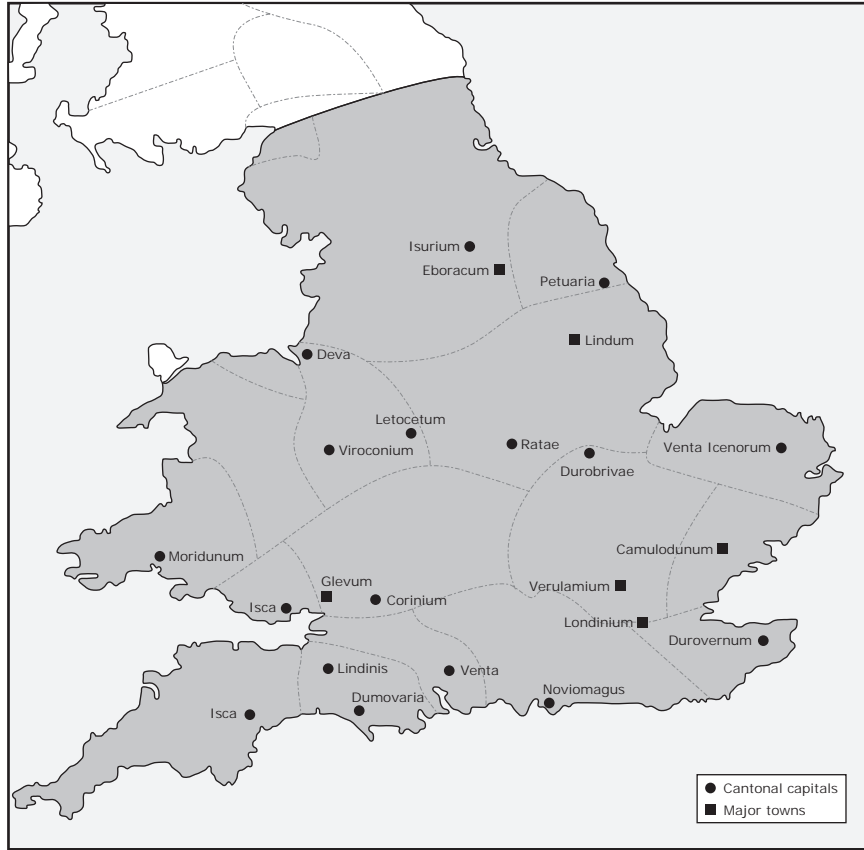 Isurium
Eboracum
Petuaria
Lindum
Deva
Letocetum
Viroconium
Ratae
Durobrivae
Venta Icenorum
Moridunum
Camulodunum
Glevum
Verulamium
Isca
Corinium
Londinium
Durovernum
Lindinis
Venta
Noviomagus
Dumovaria
Isca
Cantonal capitals
Major towns